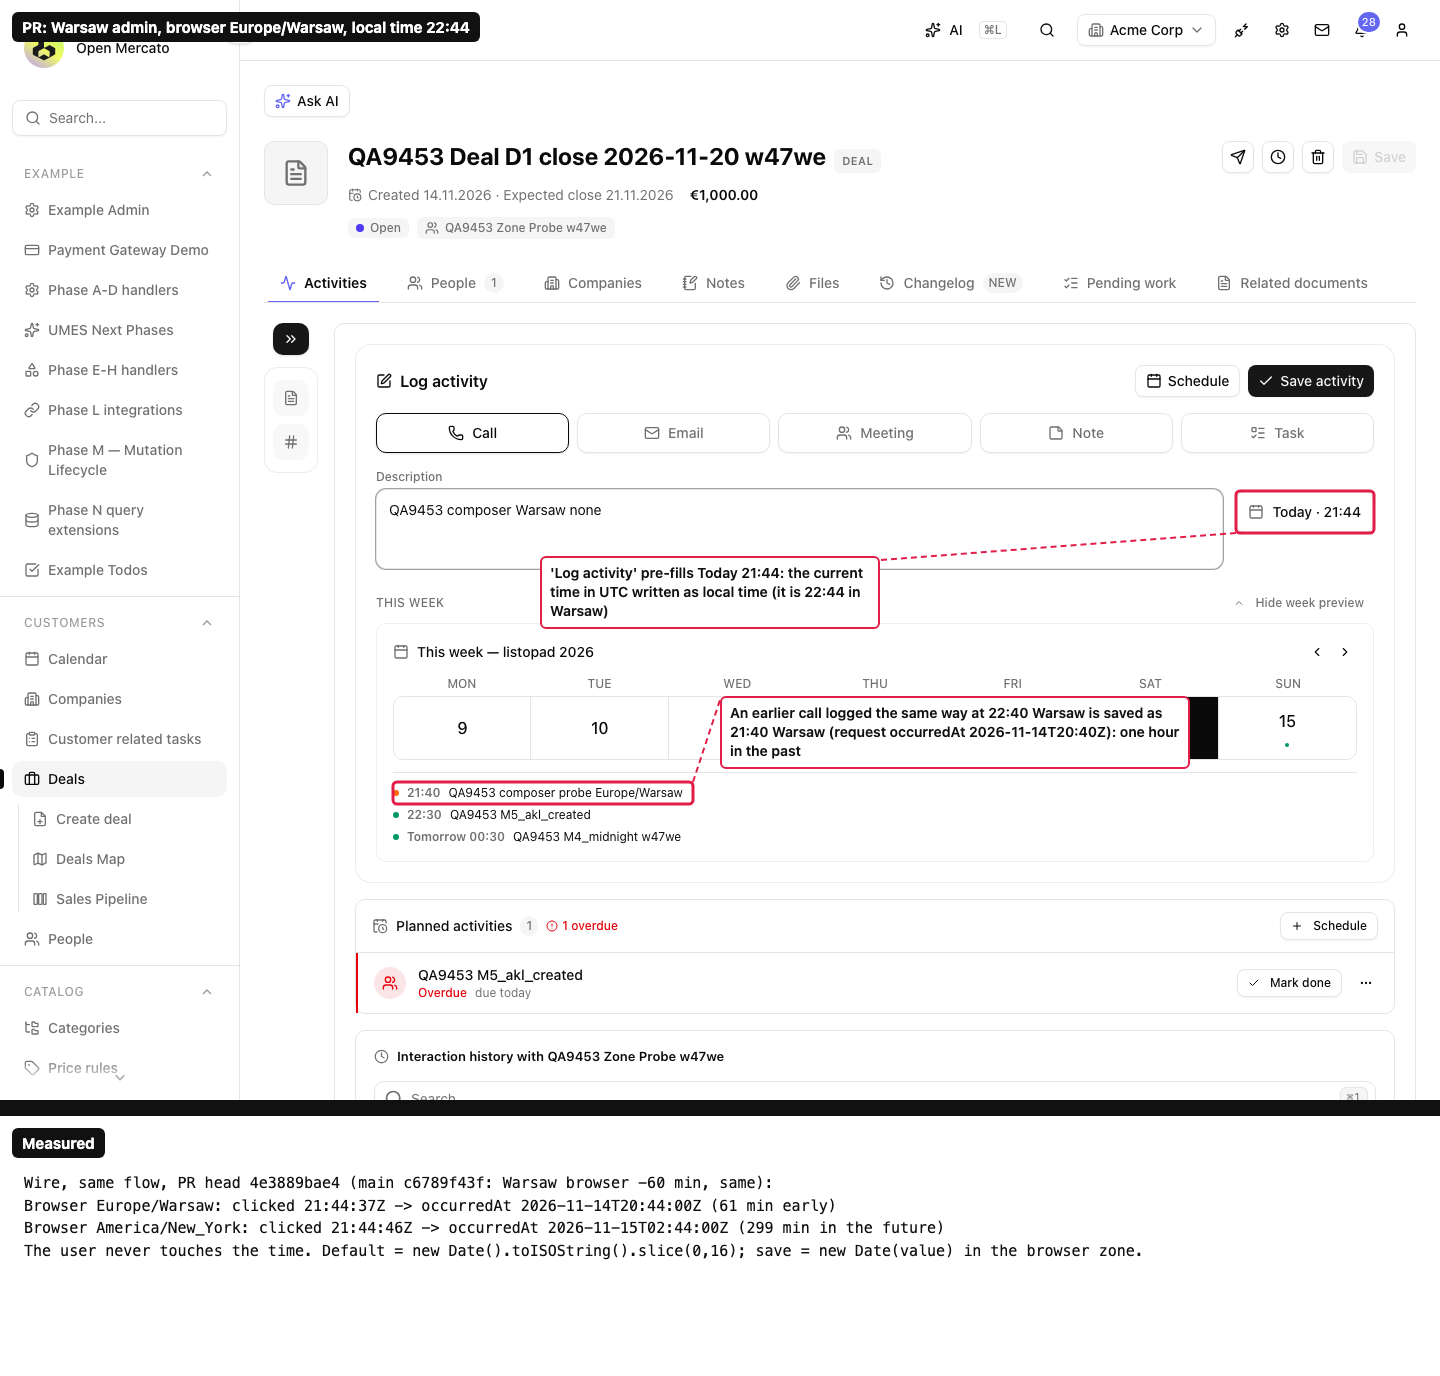 PR: Warsaw admin, browser Europe/Warsaw, local time 22:44
Open Mercato
AI ⌘L
Acme Corp
28
Search...
EXAMPLE
Example Admin
Payment Gateway Demo
Phase A-D handlers
UMES Next Phases
Phase E-H handlers
Phase L integrations
Phase M — Mutation
Lifecycle
Phase N query
extensions
Example Todos
CUSTOMERS
Calendar
Companies
Customer related tasks
Deals
Create deal
Deals Map
Sales Pipeline
People
CATALOG
Categories
Price rules
Ask AI
QA9453 Deal D1 close 2026-11-20 w47we DEAL
Save
Created 14.11.2026 · Expected close 21.11.2026 €1,000.00
Open
QA9453 Zone Probe w47we
Activities
People 1
Companies
Notes
Files
Changelog NEW
Pending work
Related documents
Log activity
Schedule
Save activity
Call
Email
Meeting
Note
Task
Description
QA9453 composer Warsaw none
Today · 21:44
'Log activity' pre-fills Today 21:44: the current
time in UTC written as local time (it is 22:44 in
Warsaw)
THIS WEEK
Hide week preview
This week — listopad 2026
MON TUE WED THU FRI SAT SUN
9 10 15
An earlier call logged the same way at 22:40 Warsaw is saved as
21:40 Warsaw (request occurredAt 2026-11-14T20:40Z): one hour
in the past
21:40 QA9453 composer probe Europe/Warsaw
22:30 QA9453 M5_akl_created
Tomorrow 00:30 QA9453 M4_midnight w47we
Planned activities 1 1 overdue
Schedule
QA9453 M5_akl_created
Overdue due today
Mark done
Interaction history with QA9453 Zone Probe w47we
Search
⌘1
Measured
Wire, same flow, PR head 4e3889bae4 (main c6789f43f: Warsaw browser -60 min, same):
Browser Europe/Warsaw: clicked 21:44:37Z -> occurredAt 2026-11-14T20:44:00Z (61 min early)
Browser America/New_York: clicked 21:44:46Z -> occurredAt 2026-11-15T02:44:00Z (299 min in the future)
The user never touches the time. Default = new Date().toISOString().slice(0,16); save = new Date(value) in the browser zone.